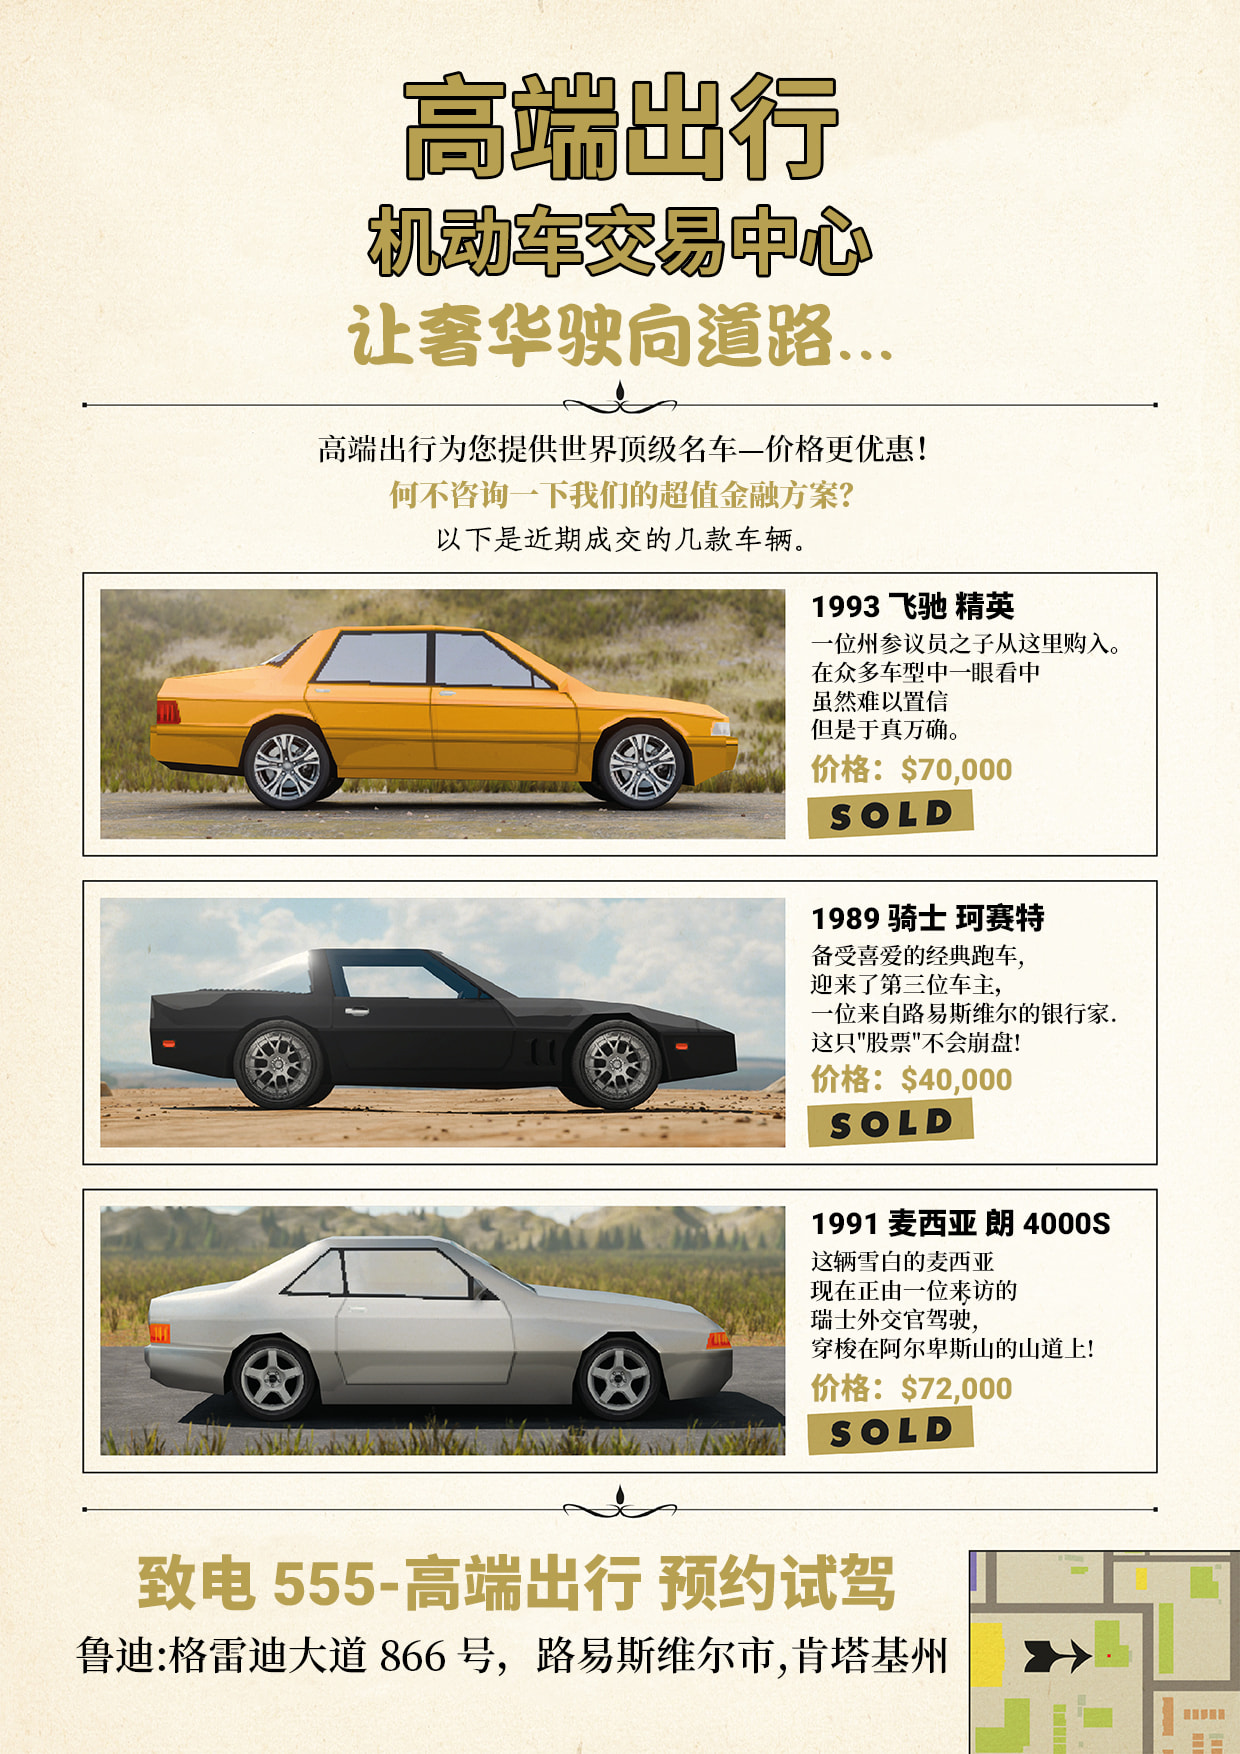 高端出行
机动车交易中心
让奢华驶向道路...
高端出行为您提供世界顶级名车—价格更优惠!
何不咨询一下我们的超值金融方案?
以下是近期成交的几款车辆。
1993 飞驰 精英
一位州参议员之子从这里购入。
在众多车型中一眼看中
虽然难以置信
但是千真万确。
价格：$70,000
SOLD
1989 骑士 珂赛特
备受喜爱的经典跑车,
迎来了第三位车主,
一位来自路易斯维尔的银行家.
这只"股票"不会崩盘!
价格：$40,000
SOLD
1991 麦西亚 朗 4000S
这辆雪白的麦西亚
现在正由一位来访的
瑞士外交官驾驶,
穿梭在阿尔卑斯山的山道上!
价格：$72,000
SOLD
致电 555-高端出行 预约试驾
鲁迪:格雷迪大道 866 号，路易斯维尔市,肯塔基州